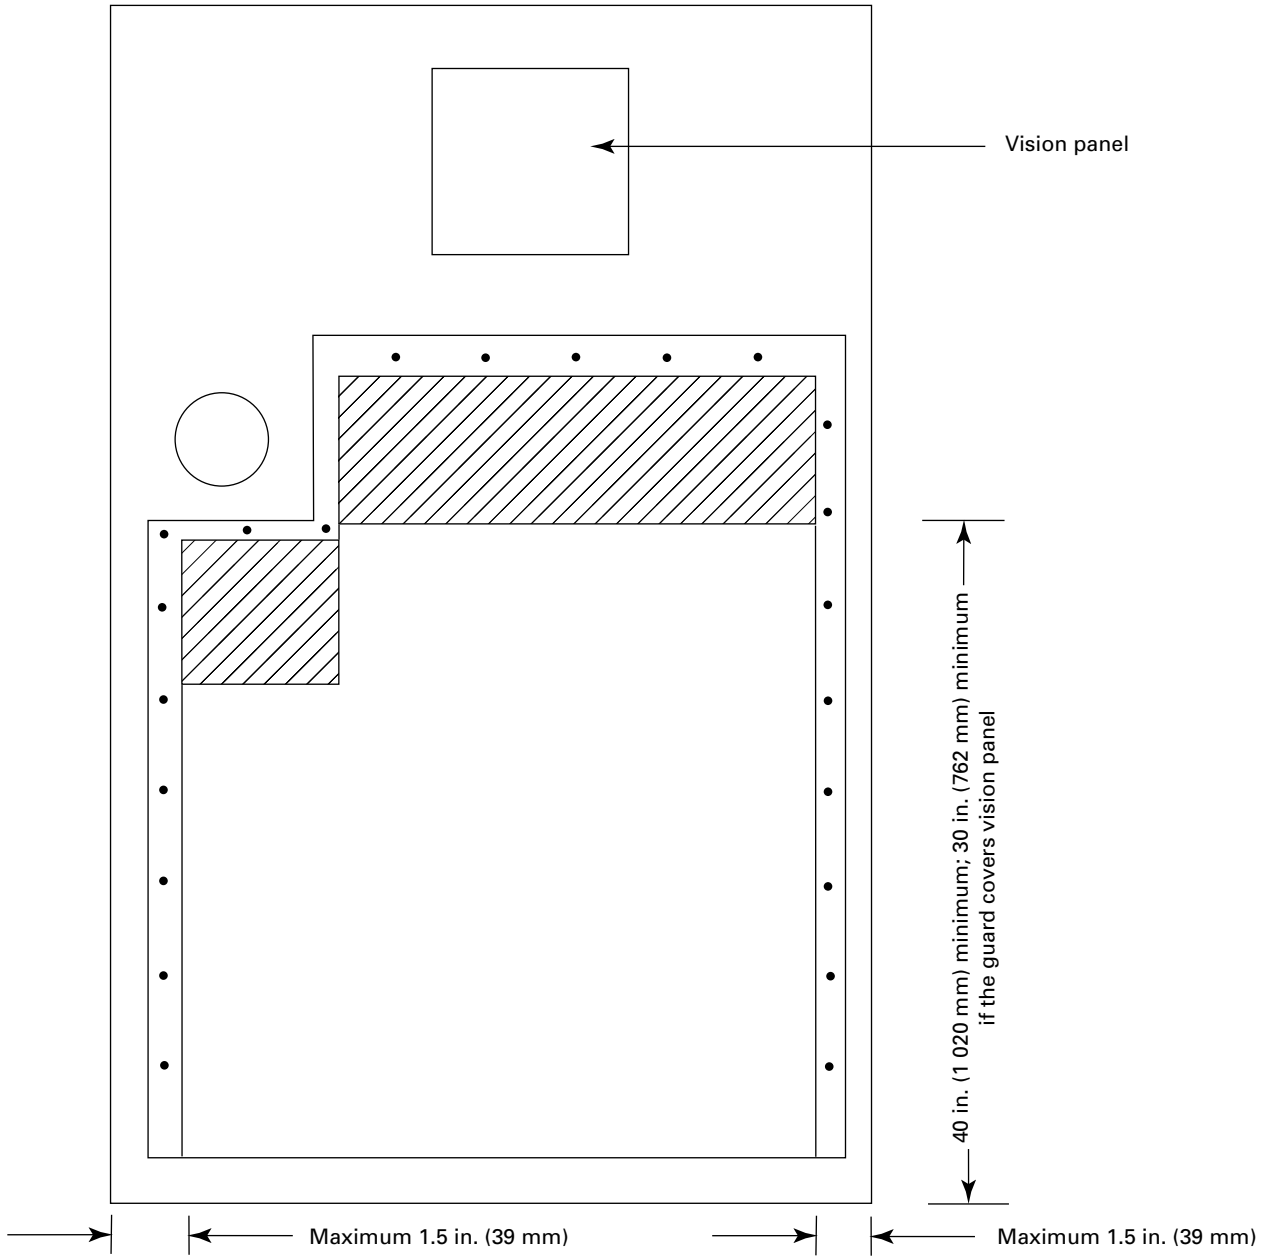 Vision panel
40 in. (1 020 mm) minimum; 30 in. (762 mm) minimum
if the guard covers vision panel
Maximum 1.5 in. (39 mm)
Maximum 1.5 in. (39 mm)